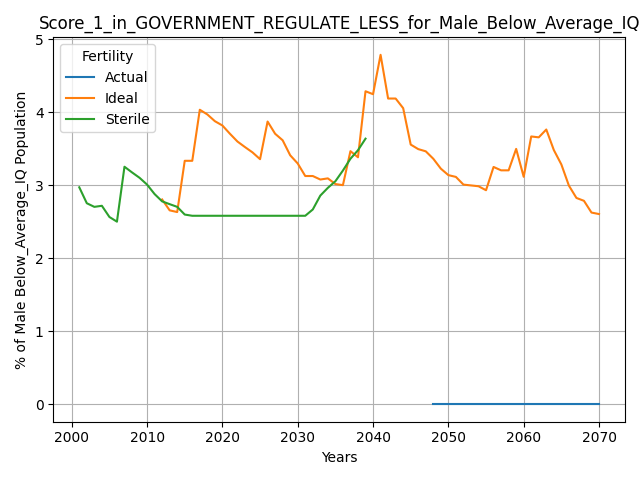 Score_1_in_GOVERNMENT_REGULATE_LESS_for_Male_Below_Average_IQ
% of Male Below_Average_IQ Population
5
4
3
2
1
0
Fertility
Actual
Ideal
Sterile
2000 2010 2020 2030 2040 2050 2060 2070
Years